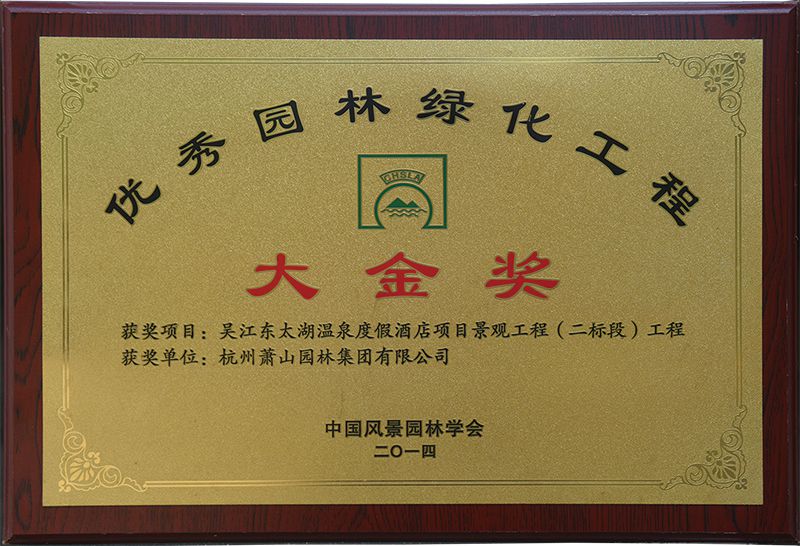 优秀园林绿化工程
CHSLA
大金奖
获奖项目：吴江东太湖温泉度假酒店项目景观工程（二标段）工程
获奖单位：杭州萧山园林集团有限公司
中国风景园林学会
二〇一四